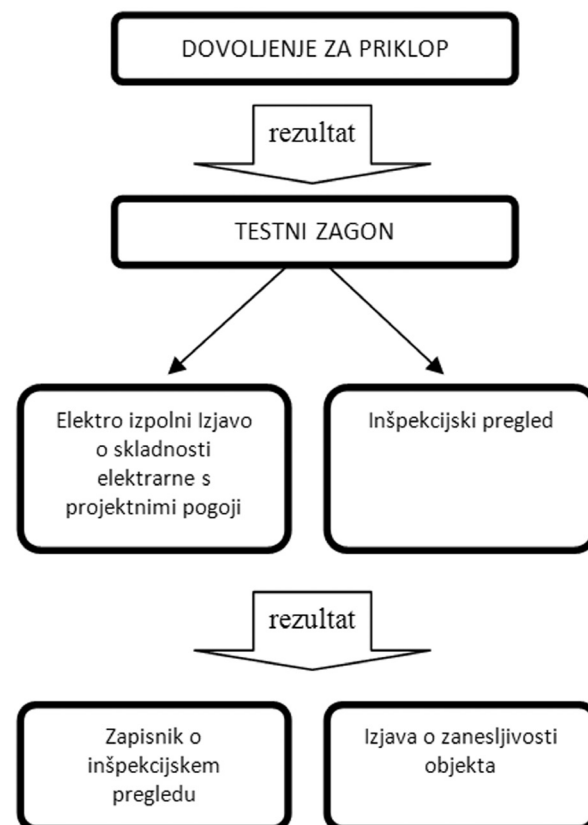 DOVOLJENJE ZA PRIKLOP
rezultat
TESTNI ZAGON
Elektro izpolni Izjavo
o skladnosti
elektrarne s
projektnimi pogoji
Inšpekcijski pregled
rezultat
Zapisnik o
inšpekcijskem
pregledu
Izjava o zanesljivosti
objekta